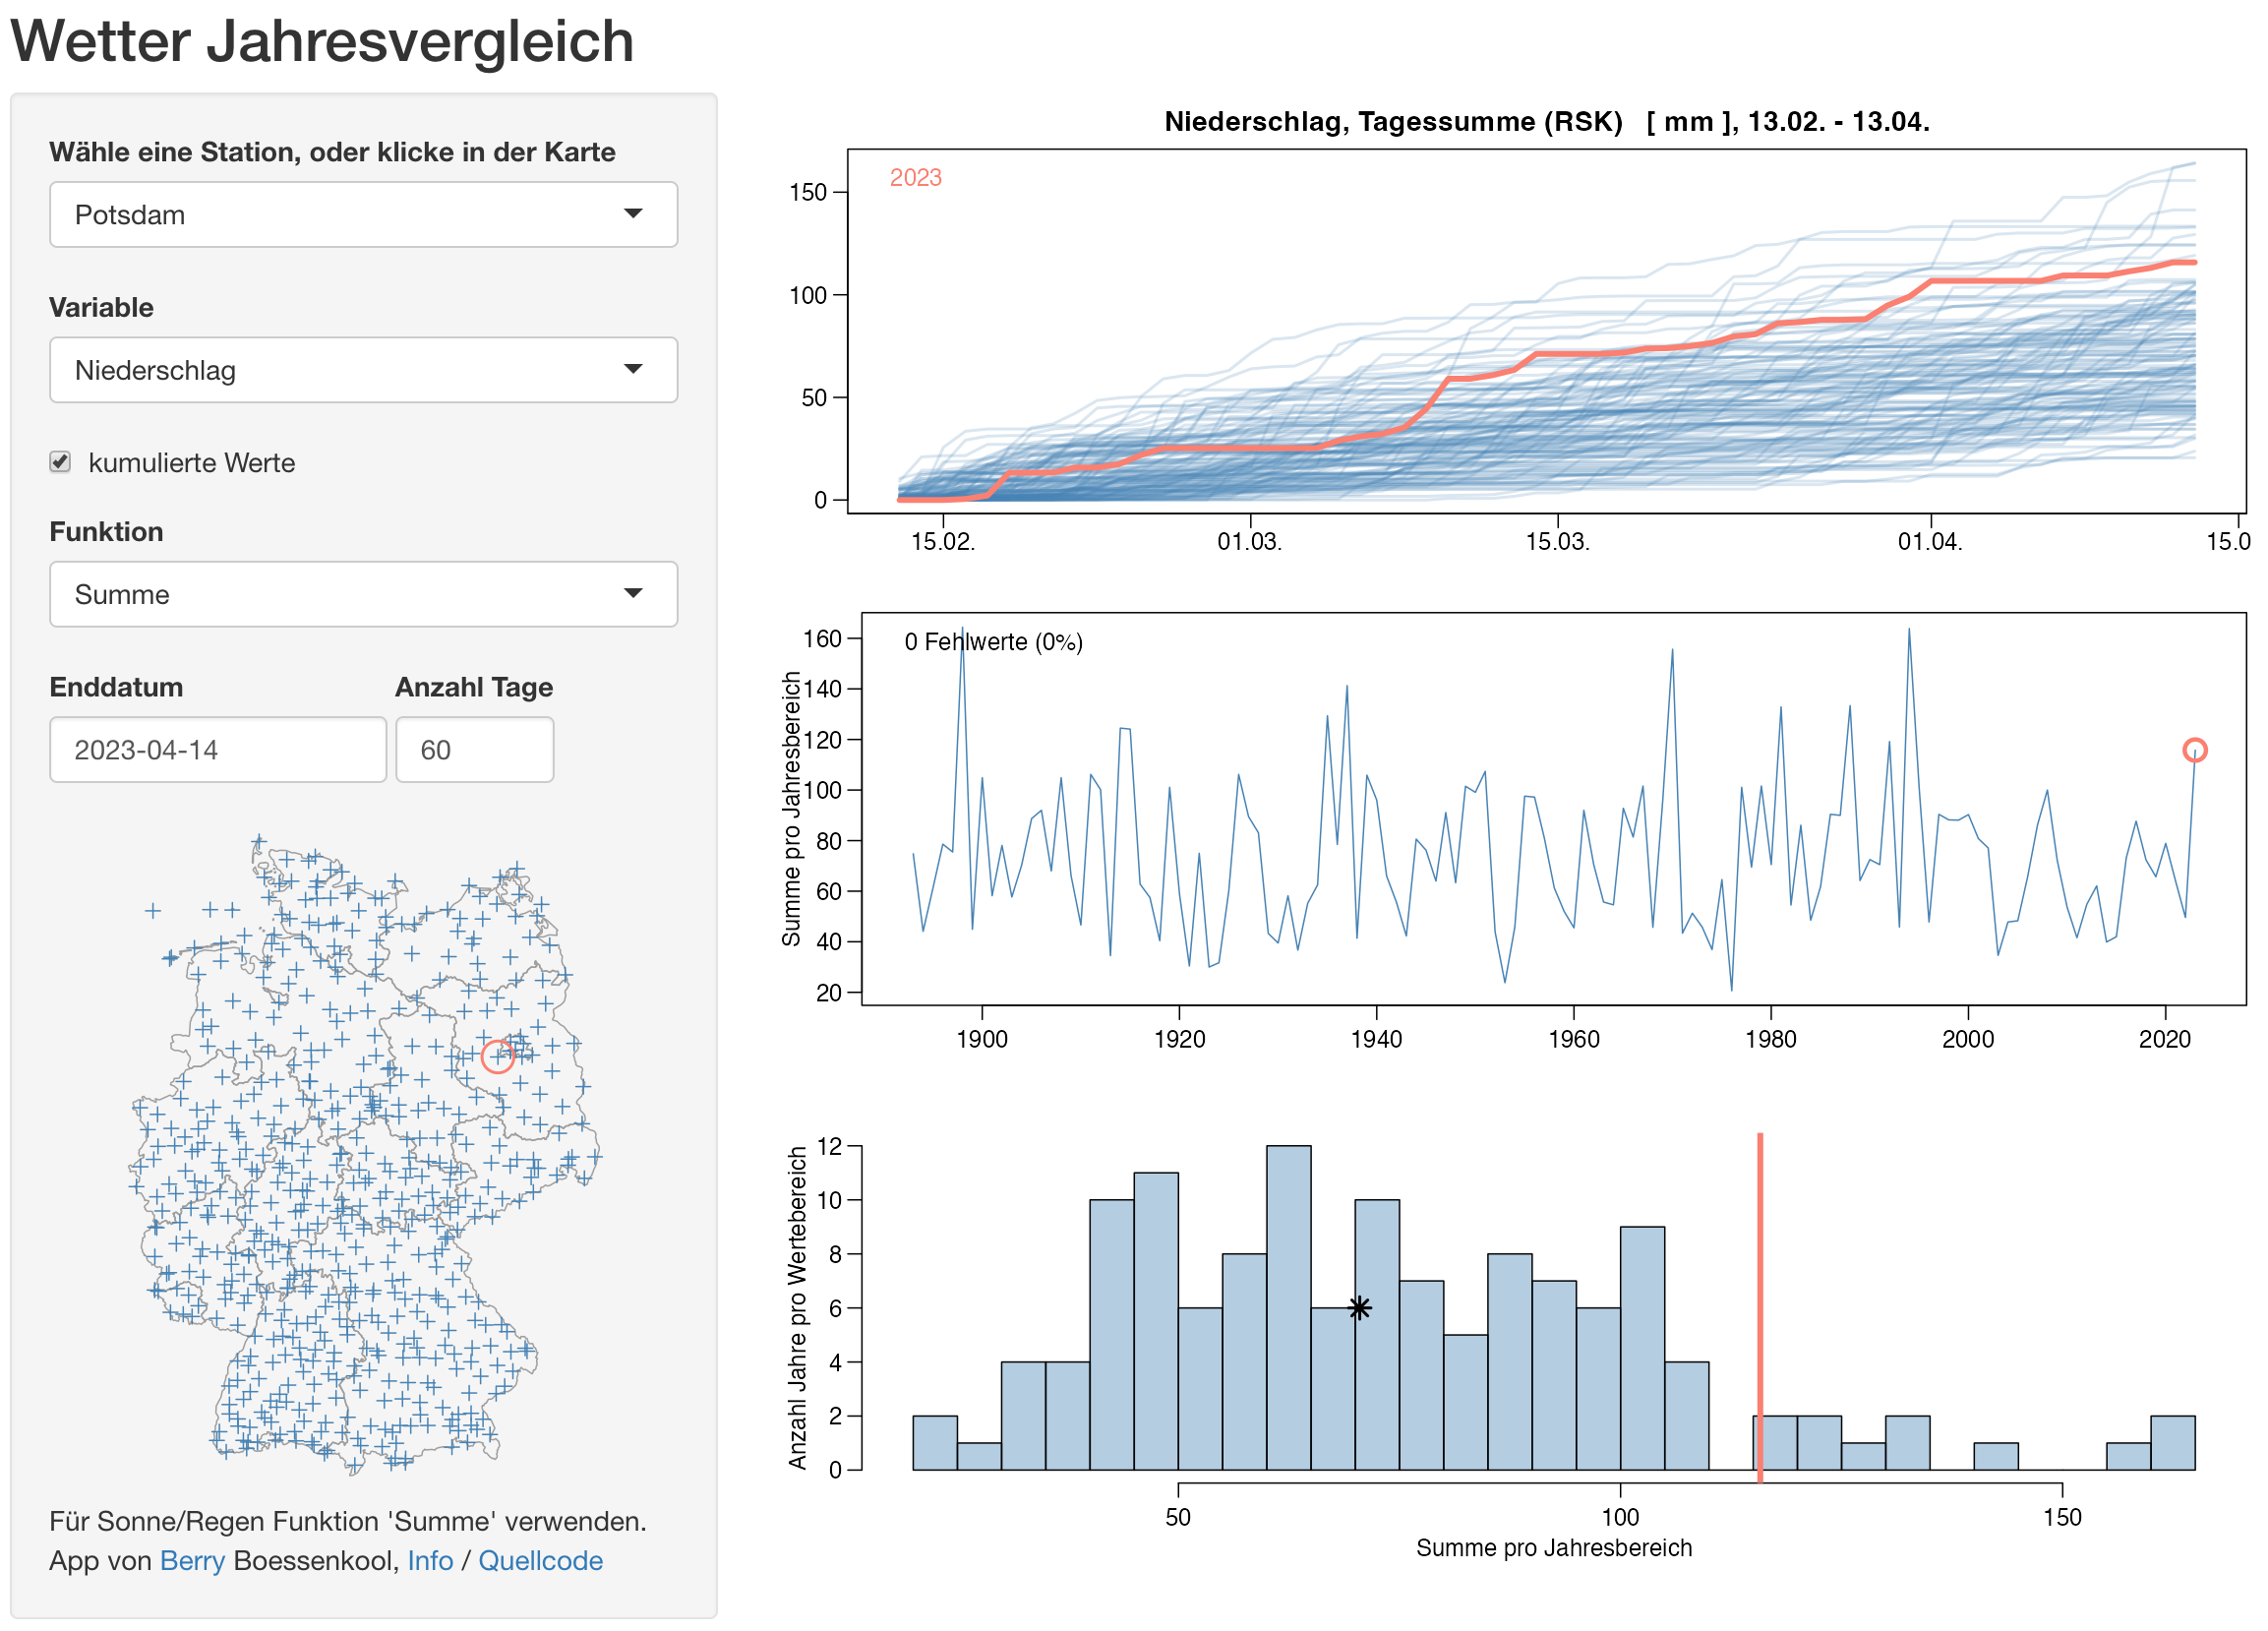 Wetter Jahresvergleich
Wähle eine Station, oder klicke in der Karte
Potsdam
Variable
Niederschlag
kumulierte Werte
Funktion
Summe
Enddatum Anzahl Tage
2023-04-14 60
Für Sonne/Regen Funktion 'Summe' verwenden.
App von Berry Boessenkool, Info / Quellcode
Niederschlag, Tagessumme (RSK) [ mm ], 13.02. - 13.04.
2023
150
100
50
0
15.02. 01.03. 15.03. 01.04. 15.0
0 Fehlwerte (0%)
Summe pro Jahresbereich
160
140
120
100
80
60
40
20
1900 1920 1940 1960 1980 2000 2020
Anzahl Jahre pro Wertebereich
12
10
8
6
4
2
0
50 100 150
Summe pro Jahresbereich